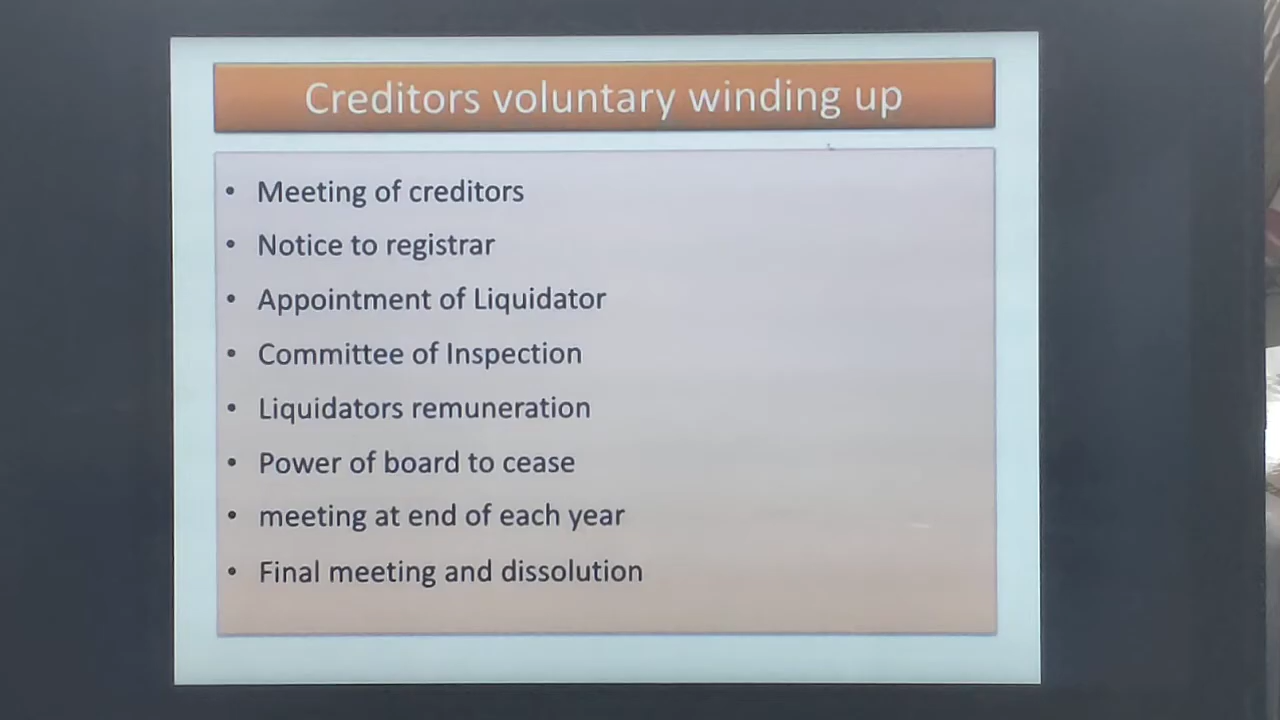 Creditors voluntary winding up
• Meeting of creditors
• Notice to registrar
• Appointment of Liquidator
• Committee of Inspection
• Liquidators remuneration
• Power of board to cease
• meeting at end of each year
• Final meeting and dissolution